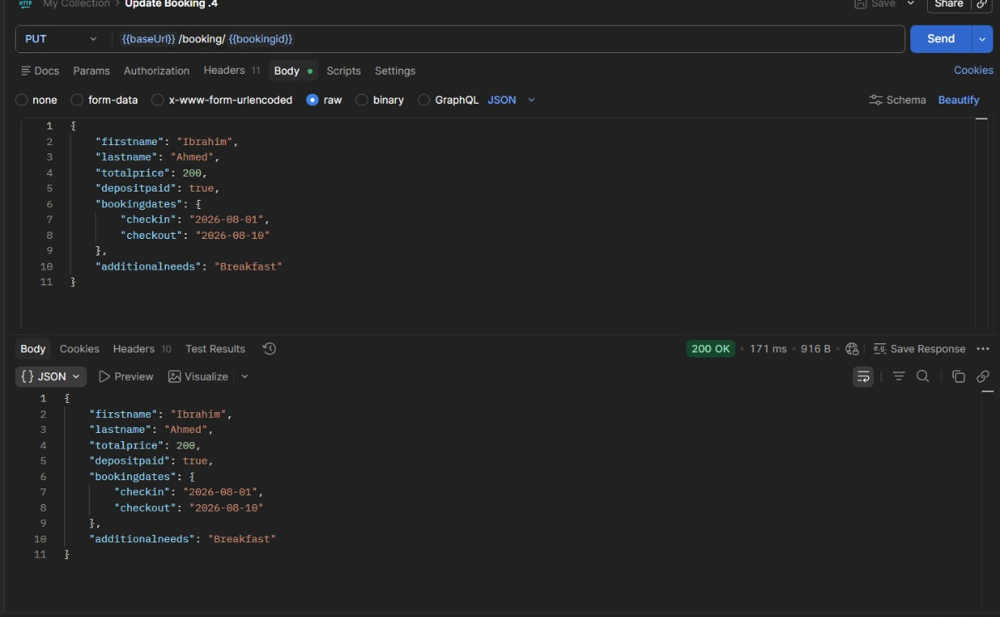 HTTP My Collection > Update Booking .4 Save Share
PUT {{baseUrl}} /booking/ {{bookingid}} Send
Docs Params Authorization Headers 11 Body Scripts Settings Cookies
none form-data x-www-form-urlencoded raw binary GraphQL JSON Schema Beautify
1 {
2 "firstname": "Ibrahim",
3 "lastname": "Ahmed",
4 "totalprice": 200,
5 "depositpaid": true,
6 "bookingdates": {
7 "checkin": "2026-08-01",
8 "checkout": "2026-08-10"
9 },
10 "additionalneeds": "Breakfast"
11 }
Body Cookies Headers 10 Test Results 200 OK • 171 ms • 916 B • e.g. Save Response
{ } JSON Preview Visualize
1 {
2 "firstname": "Ibrahim",
3 "lastname": "Ahmed",
4 "totalprice": 200,
5 "depositpaid": true,
6 "bookingdates": {
7 "checkin": "2026-08-01",
8 "checkout": "2026-08-10"
9 },
10 "additionalneeds": "Breakfast"
11 }